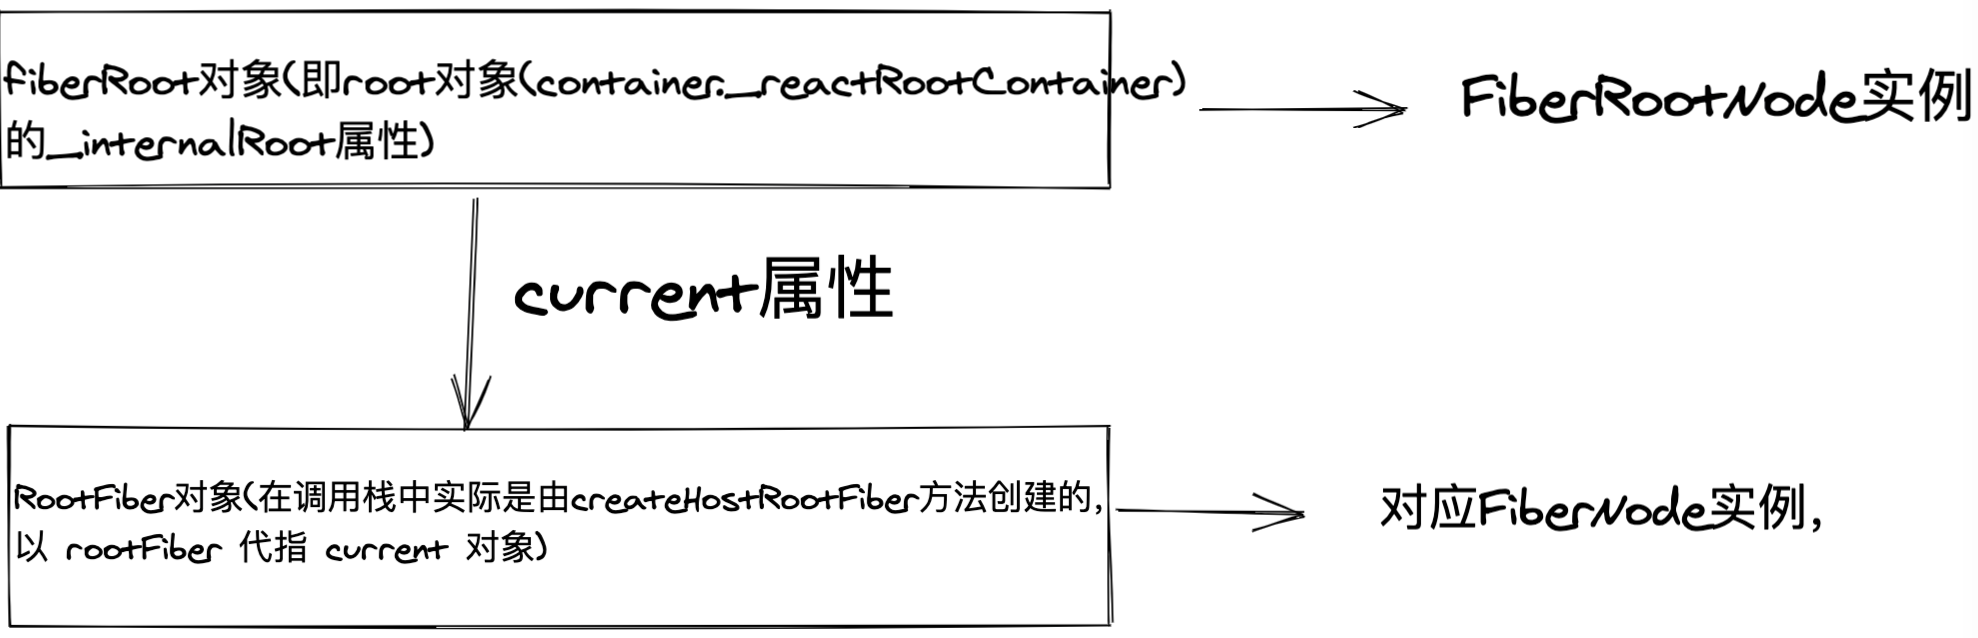 fiberRoot对象(即root对象(container._reactRootContainer)
的_internalRoot属性)
FiberRootNode实例
current属性
RootFiber对象(在调用栈中实际是由createHostRootFiber方法创建的,
以 rootFiber 代指 current 对象)
对应FiberNode实例,